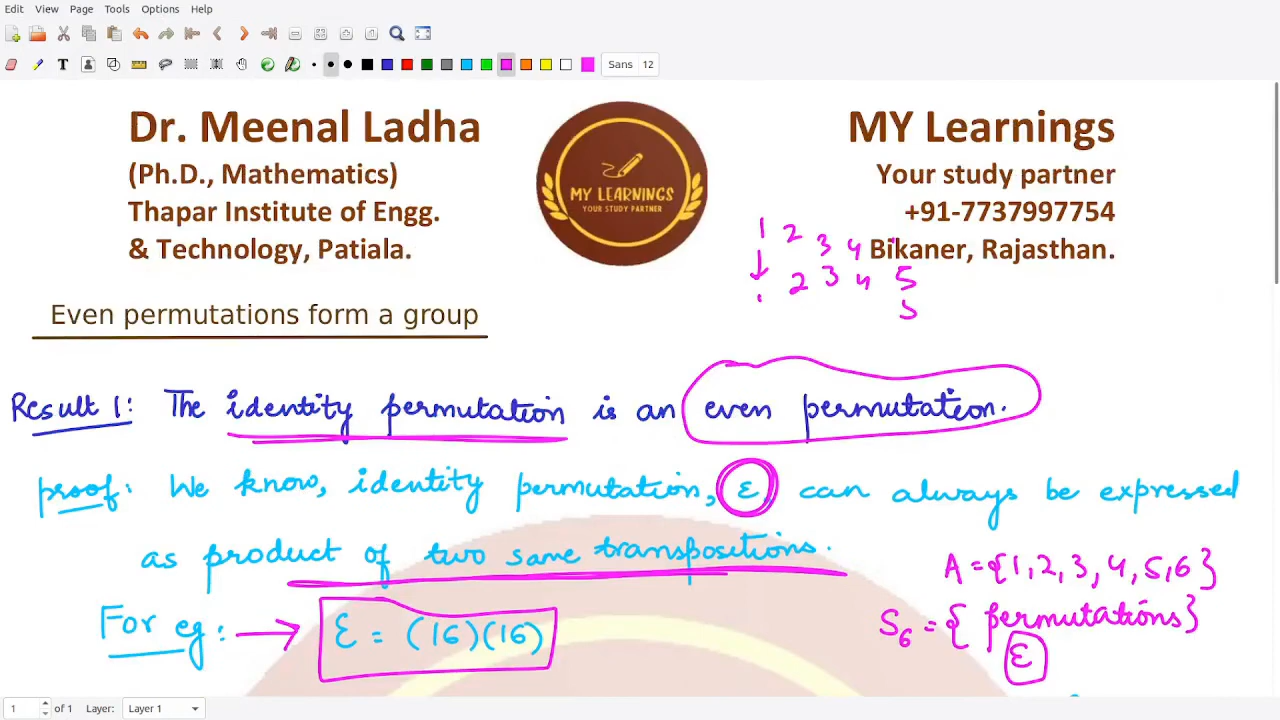 Edit View Page Tools Options Help
Sans 12
Dr. Meenal Ladha
(Ph.D., Mathematics)
Thapar Institute of Engg.
& Technology, Patiala.
MY LEARNINGS
YOUR STUDY PARTNER
MY Learnings
Your study partner
+91-7737997754
Bikaner, Rajasthan.
1 2 3 4
↓ 2 3 4 5
5
Even permutations form a group
Result 1: The identity permutation is an even permutation.
proof: We know, identity permutation, ε, can always be expressed
as product of two same transpositions.
A = {1, 2, 3, 4, 5, 6}
For eg: → ε = (16)(16)
S6 = { permutations}
ε
1 of 1 Layer: Layer 1